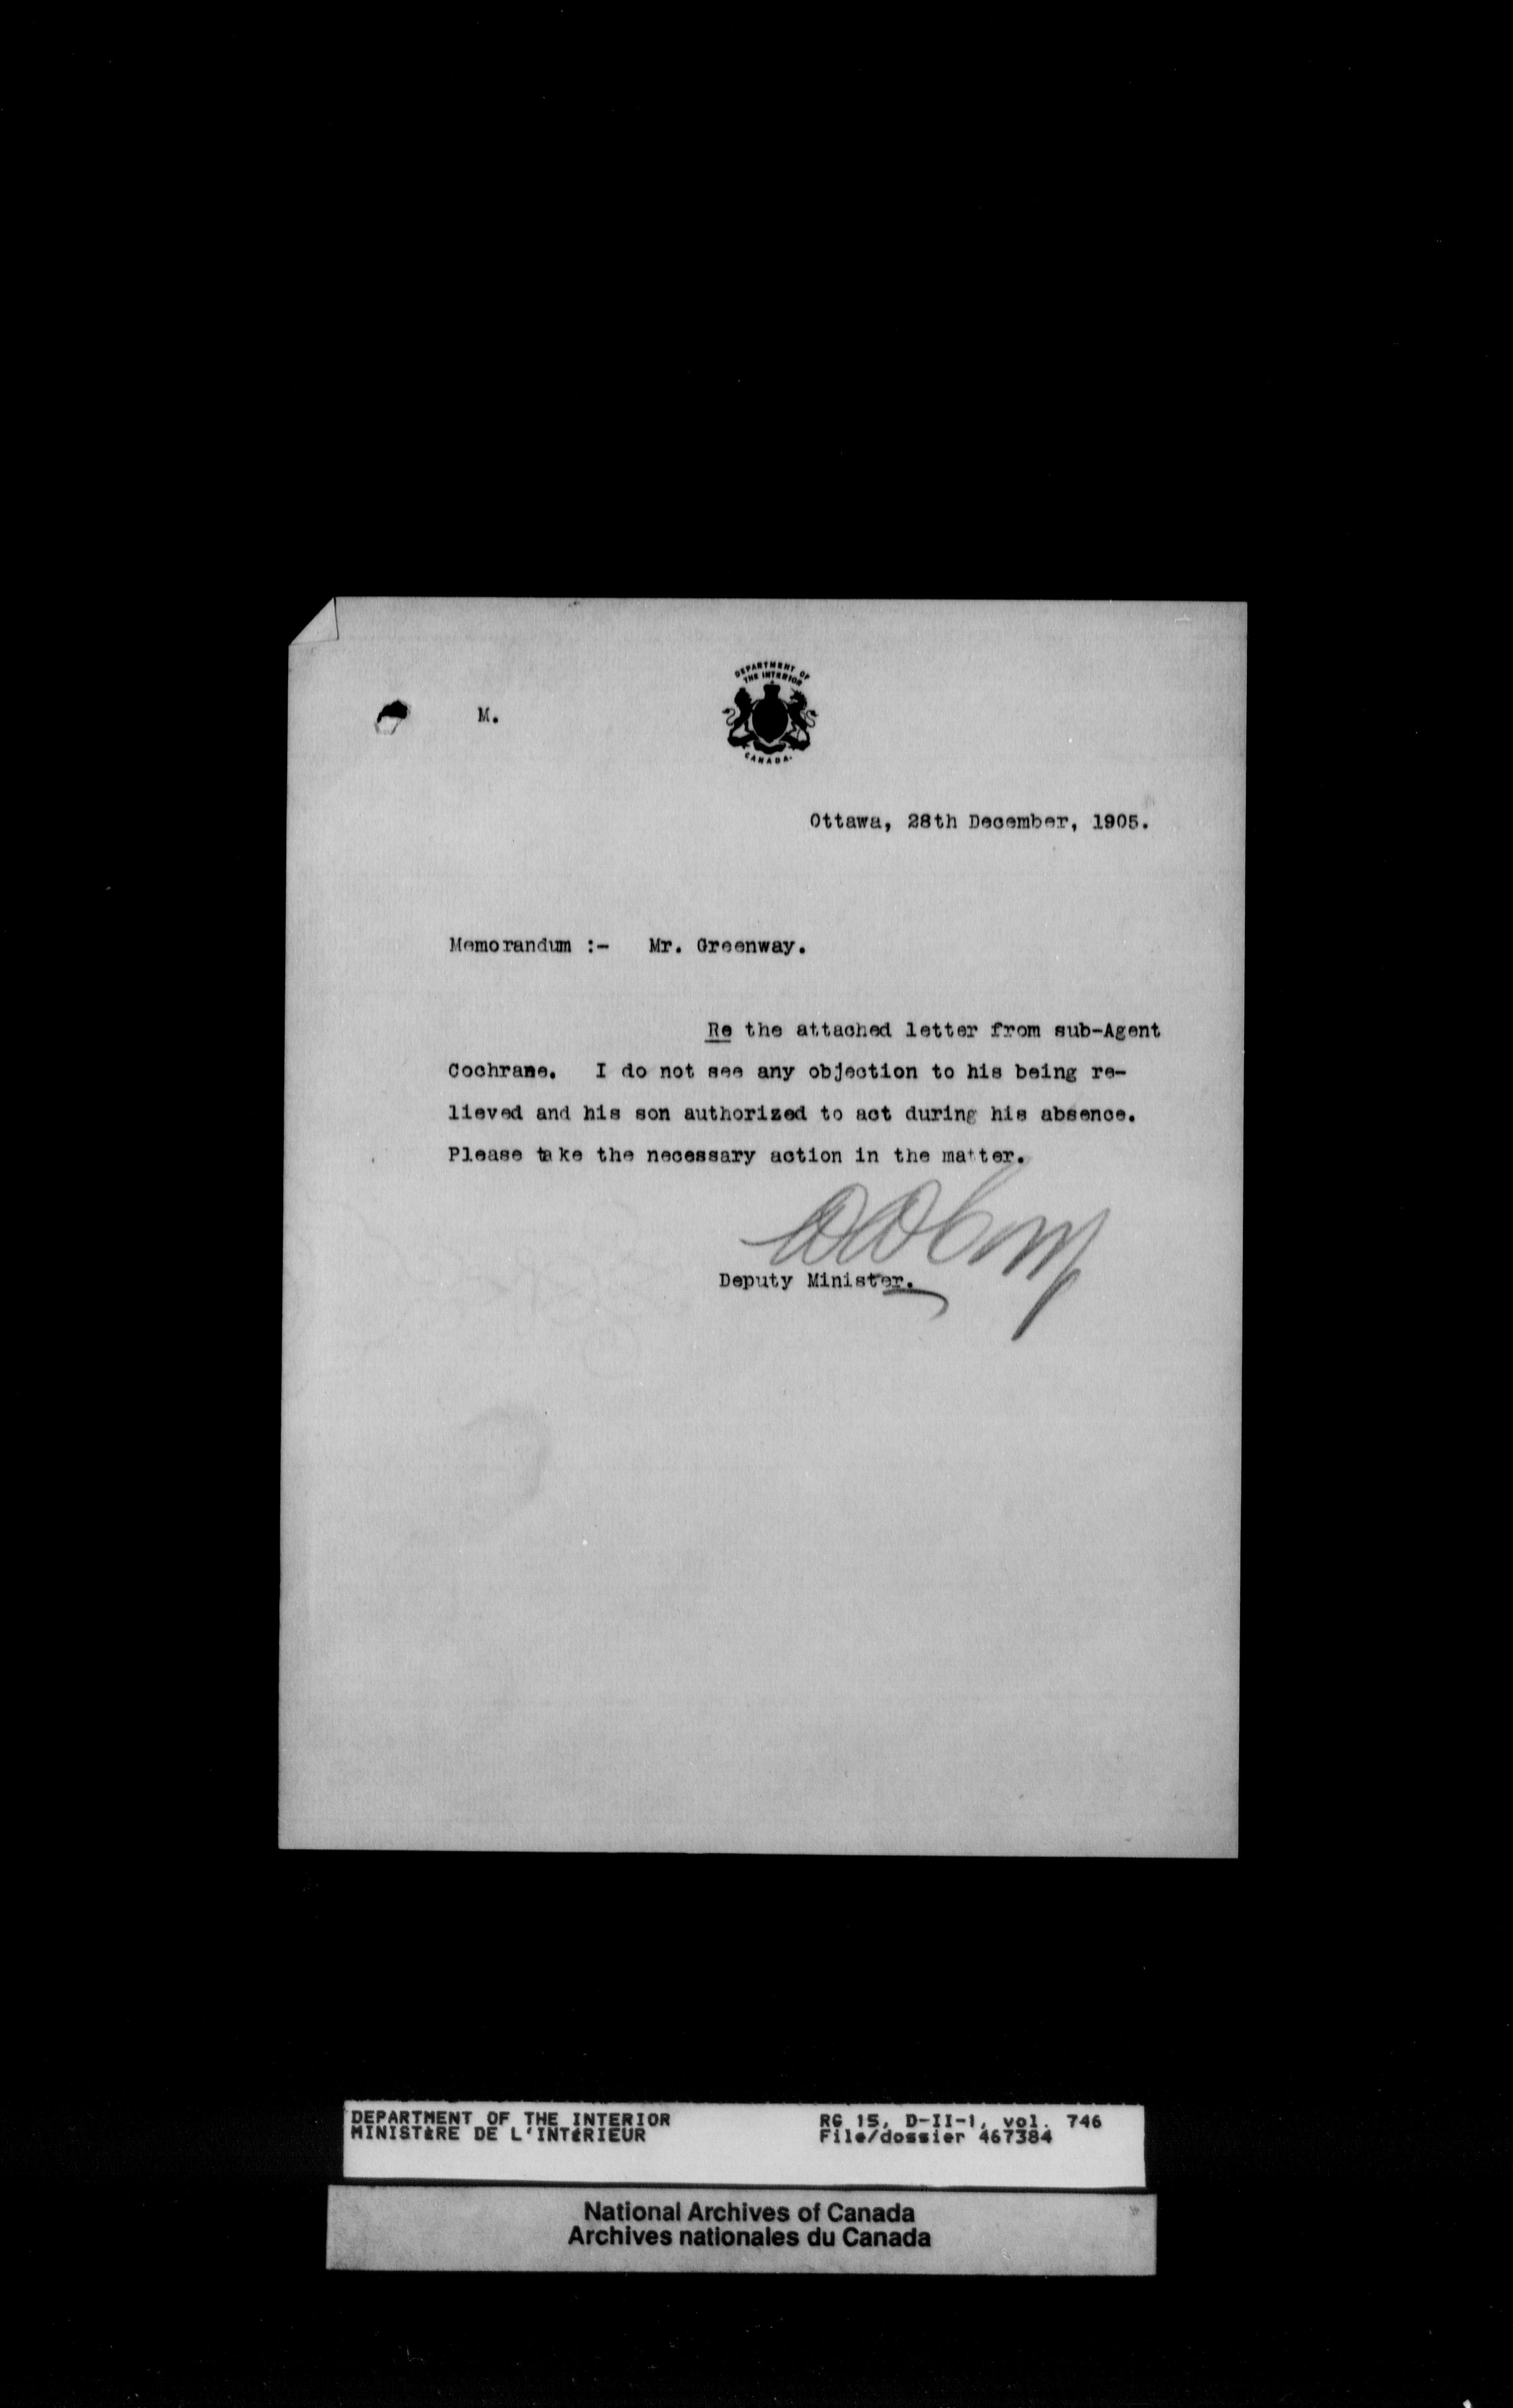 DEPARTMENT OF
THE INTERIOR
CANADA.
M.
Ottawa, 28th December, 1905.
Memorandum :- Mr. Greenway.
Re the attached letter from sub-Agent
Cochrane. I do not see any objection to his being re-
lieved and his son authorized to act during his absence.
Please take the necessary action in the matter.
WWCory
Deputy Minister.
DEPARTMENT OF THE INTERIOR
MINISTèRE DE L'INTéRIEUR
RG 15, D-II-1, vol. 746
File/dossier 467384
National Archives of Canada
Archives nationales du Canada